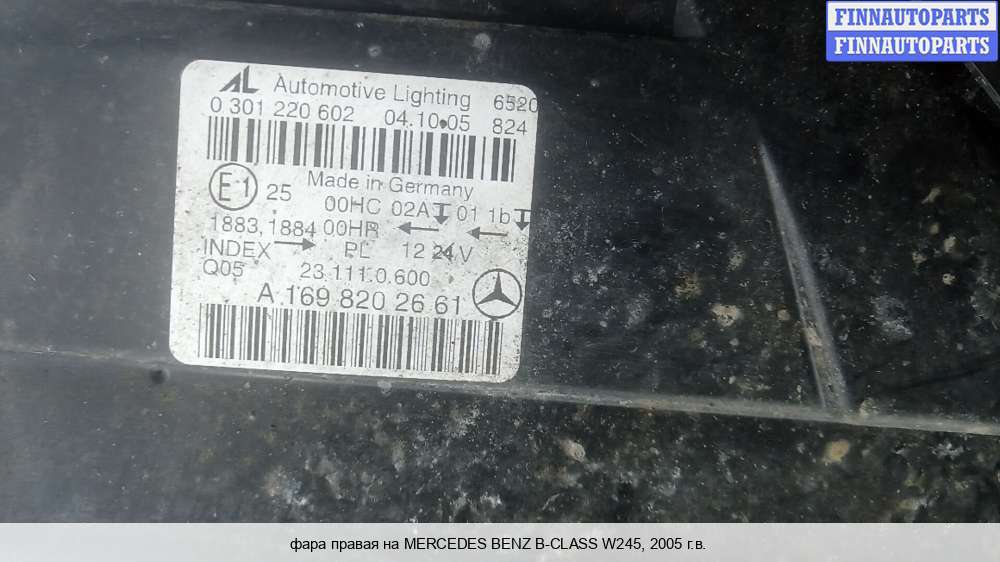 FINNAUTOPARTS
FINNAUTOPARTS
AL Automotive Lighting 6520
0 301 220 602 04.10.05 824
Made in Germany
E1 25 00HC 02A 01 1b
1883, 1884 00HR
INDEX PL 12 24V
Q05 23.111.0.600
A 169 820 26 61
фара правая на MERCEDES BENZ B-CLASS W245, 2005 г.в.